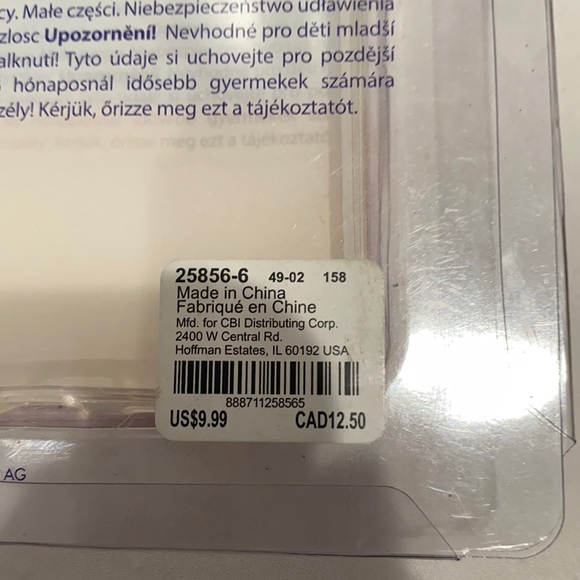 cy. Małe części. Niebezpieczeństwo udławienia
zlosc Upozornění! Nevhodné pro děti mladší
alknutí! Tyto údaje si uchovejte pro pozdější
hónaposnál idősebb gyermekek számára
zély! Kérjük, őrizze meg ezt a tájékoztatót.
25856-6 49-02 158
Made in China
Fabriqué en Chine
Mfd. for CBI Distributing Corp.
2400 W Central Rd.
Hoffman Estates, IL 60192 USA
888711258565
US$9.99 CAD12.50
AG